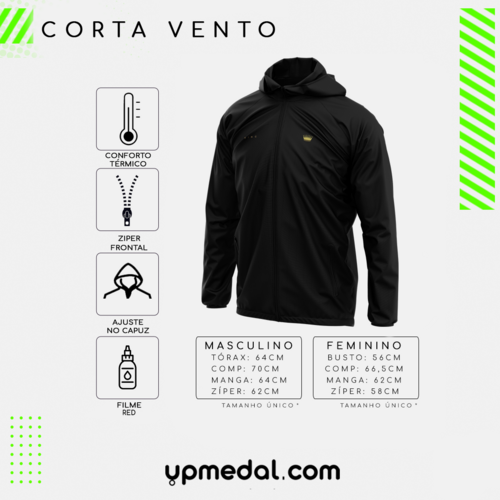 CORTA VENTO
CONFORTO
TÉRMICO
ZIPER
FRONTAL
AJUSTE
NO CAPUZ
FILME
RED
MASCULINO
TÓRAX: 64CM
COMP: 70CM
MANGA: 64CM
ZÍPER: 62CM
TAMANHO ÚNICO*
FEMININO
BUSTO: 56CM
COMP: 66,5CM
MANGA: 62CM
ZÍPER: 58CM
TAMANHO ÚNICO*
upmedal.com